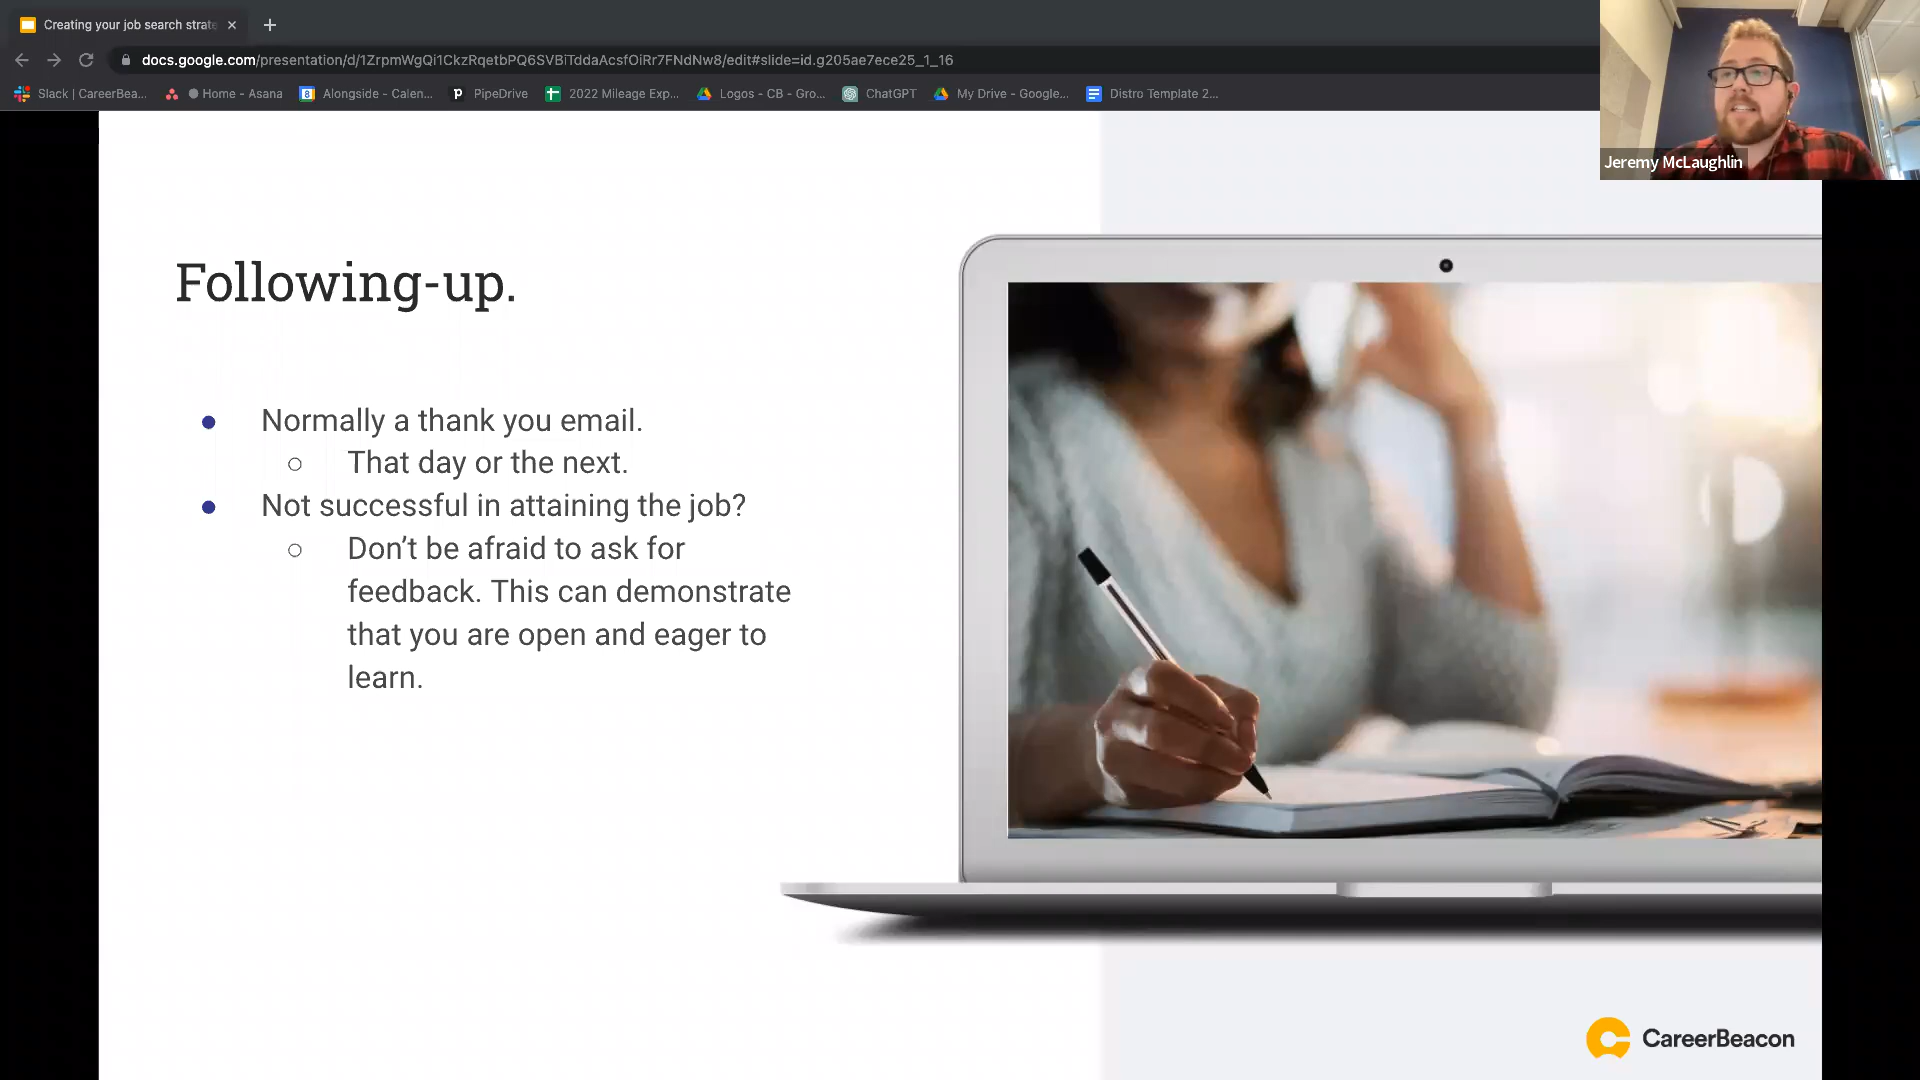 Creating your job search strate
docs.google.com/presentation/d/1ZrpmWgQi1CkzRqetbPQ6SVBiTddaAcsfOiRr7FNdNw8/edit#slide=id.g205ae7ece25_1_16
Slack | CareerBea...
Home - Asana
Alongside - Calen...
PipeDrive
2022 Mileage Exp...
Logos - CB - Gro...
ChatGPT
My Drive - Google...
Distro Template 2...
Jeremy McLaughlin
Following-up.
Normally a thank you email.
That day or the next.
Not successful in attaining the job?
Don’t be afraid to ask for
feedback. This can demonstrate
that you are open and eager to
learn.
CareerBeacon